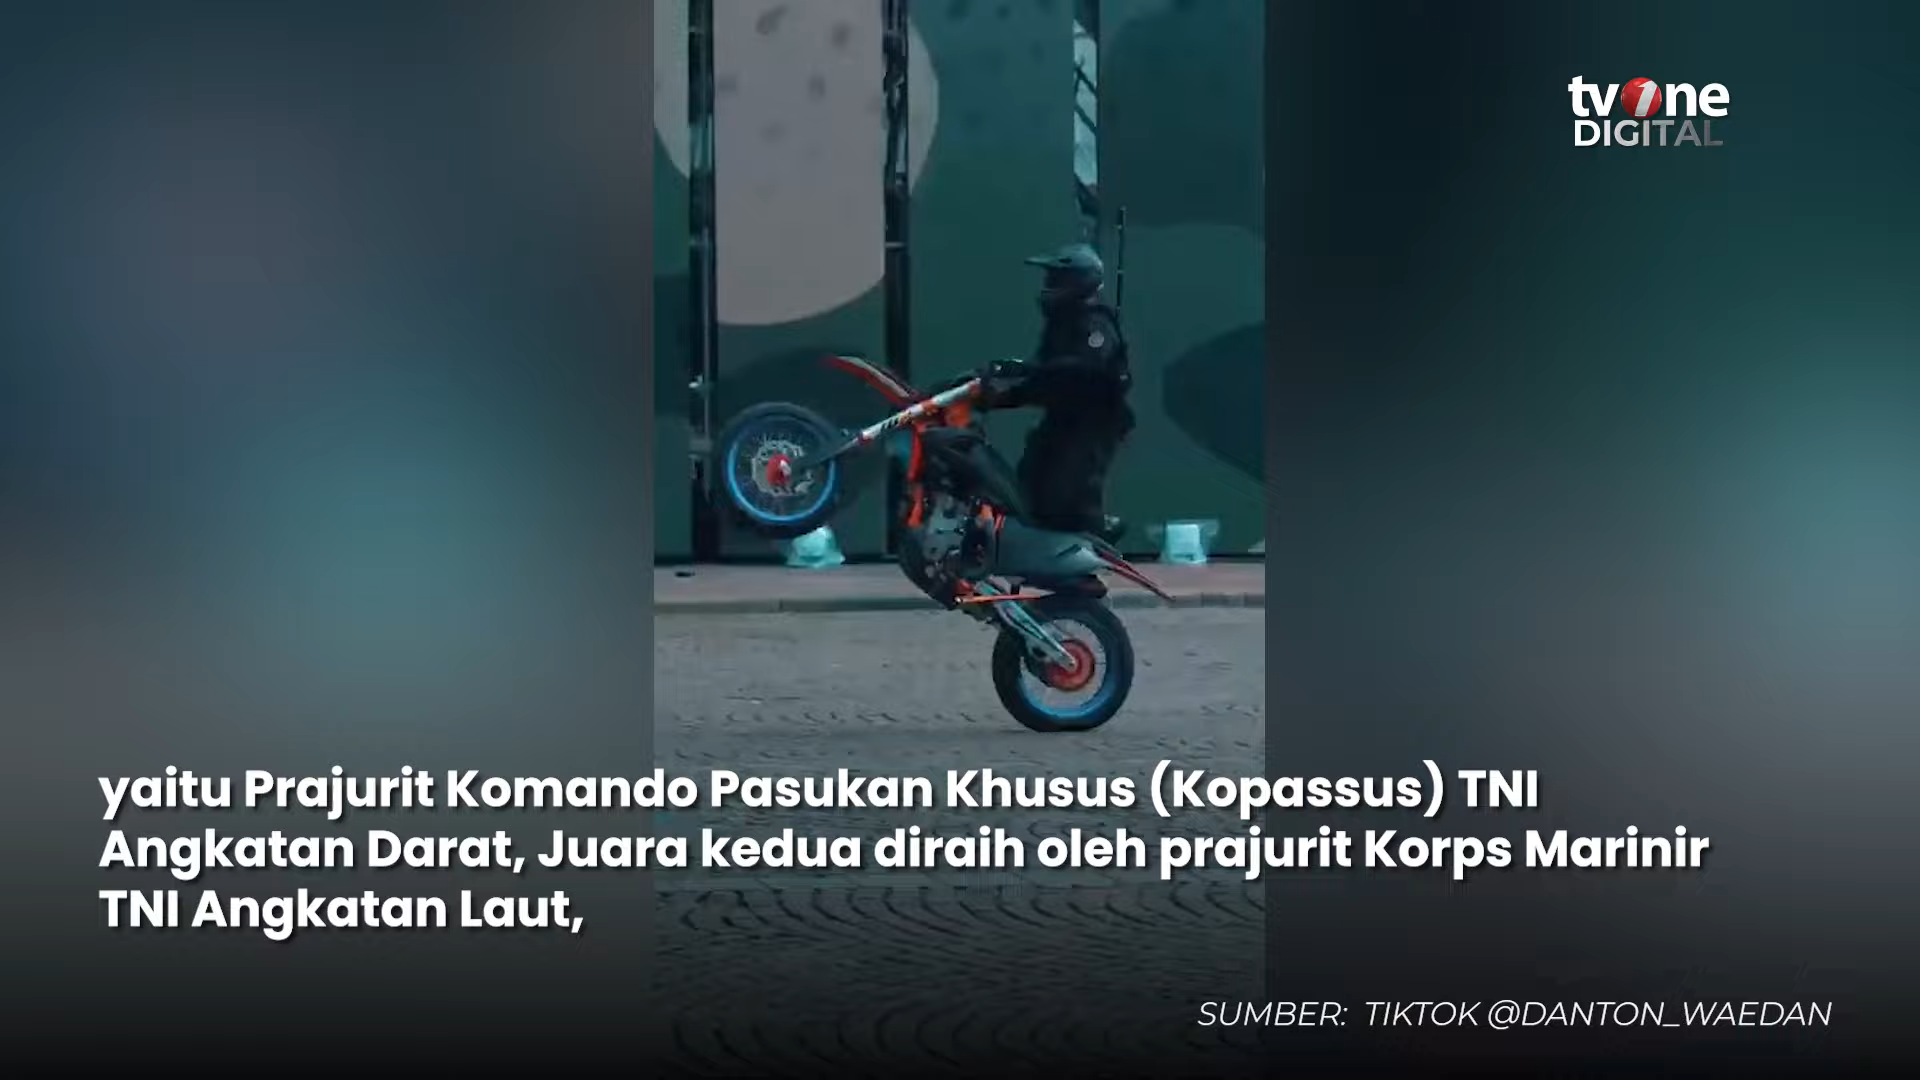 tvOne
DIGITAL
yaitu Prajurit Komando Pasukan Khusus (Kopassus) TNI
Angkatan Darat, Juara kedua diraih oleh prajurit Korps Marinir
TNI Angkatan Laut,
SUMBER: TIKTOK @DANTON_WAEDAN